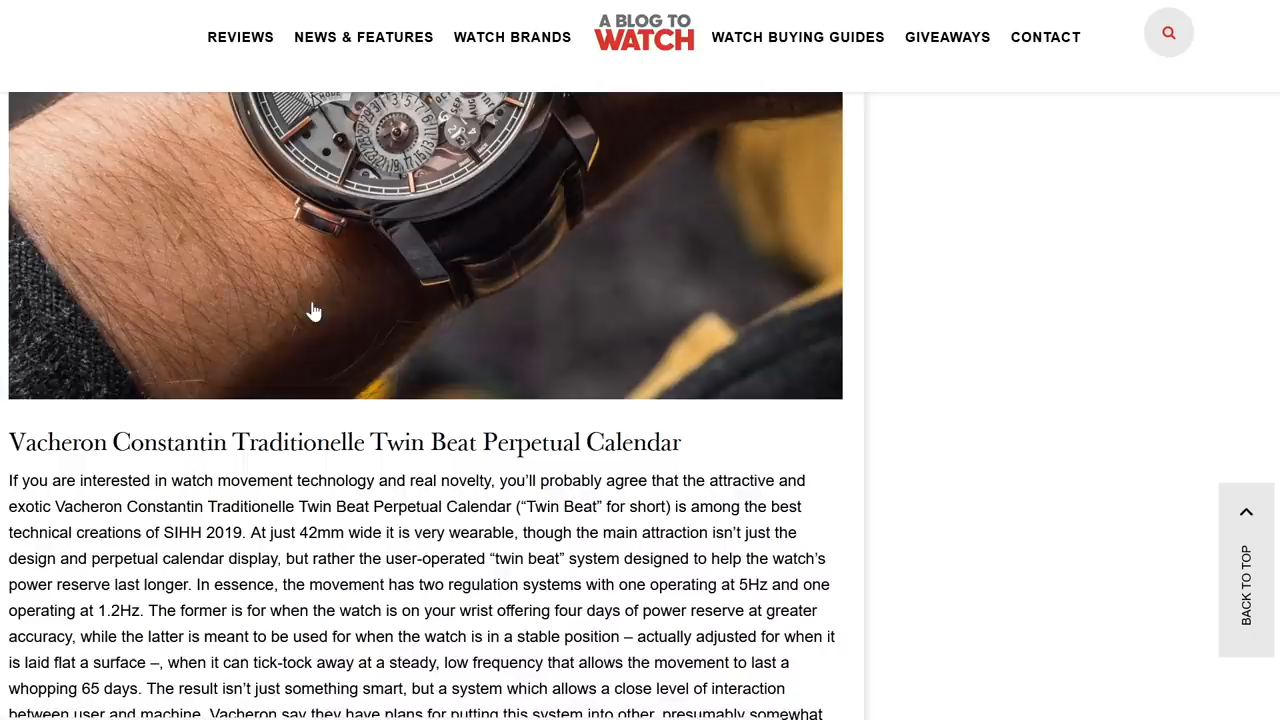 REVIEWS NEWS & FEATURES WATCH BRANDS A BLOG TO WATCH WATCH BUYING GUIDES GIVEAWAYS CONTACT
Vacheron Constantin Traditionelle Twin Beat Perpetual Calendar
If you are interested in watch movement technology and real novelty, you’ll probably agree that the attractive and
exotic Vacheron Constantin Traditionelle Twin Beat Perpetual Calendar (“Twin Beat” for short) is among the best
technical creations of SIHH 2019. At just 42mm wide it is very wearable, though the main attraction isn’t just the
design and perpetual calendar display, but rather the user-operated “twin beat” system designed to help the watch’s
power reserve last longer. In essence, the movement has two regulation systems with one operating at 5Hz and one
operating at 1.2Hz. The former is for when the watch is on your wrist offering four days of power reserve at greater
accuracy, while the latter is meant to be used for when the watch is in a stable position – actually adjusted for when it
is laid flat a surface –, when it can tick-tock away at a steady, low frequency that allows the movement to last a
whopping 65 days. The result isn’t just something smart, but a system which allows a close level of interaction
between user and machine. Vacheron say they have plans for putting this system into other, presumably somewhat
BACK TO TOP